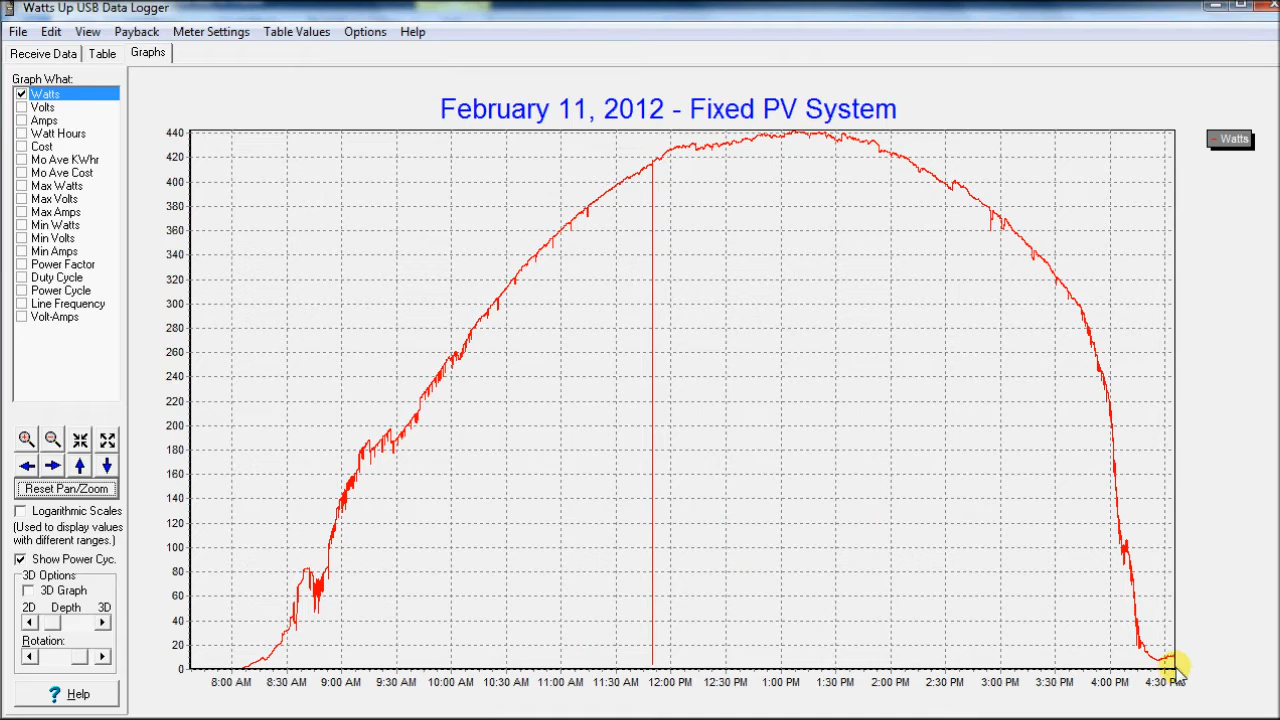 Watts Up USB Data Logger
File Edit View Payback Meter Settings Table Values Options Help
Receive Data Table Graphs
Graph What:
Watts
Volts
Amps
Watt Hours
Cost
Mo Ave KWhr
Mo Ave Cost
Max Watts
Max Volts
Max Amps
Min Watts
Min Volts
Min Amps
Power Factor
Duty Cycle
Power Cycle
Line Frequency
Volt-Amps
Reset Pan/Zoom
Logarithmic Scales
(Used to display values
with different ranges.)
Show Power Cyc.
3D Options
3D Graph
2D Depth 3D
Rotation:
? Help
February 11, 2012 - Fixed PV System
Watts
440
420
400
380
360
340
320
300
280
260
240
220
200
180
160
140
120
100
80
60
40
20
0
8:00 AM 8:30 AM 9:00 AM 9:30 AM 10:00 AM 10:30 AM 11:00 AM 11:30 AM 12:00 PM 12:30 PM 1:00 PM 1:30 PM 2:00 PM 2:30 PM 3:00 PM 3:30 PM 4:00 PM 4:30 PM